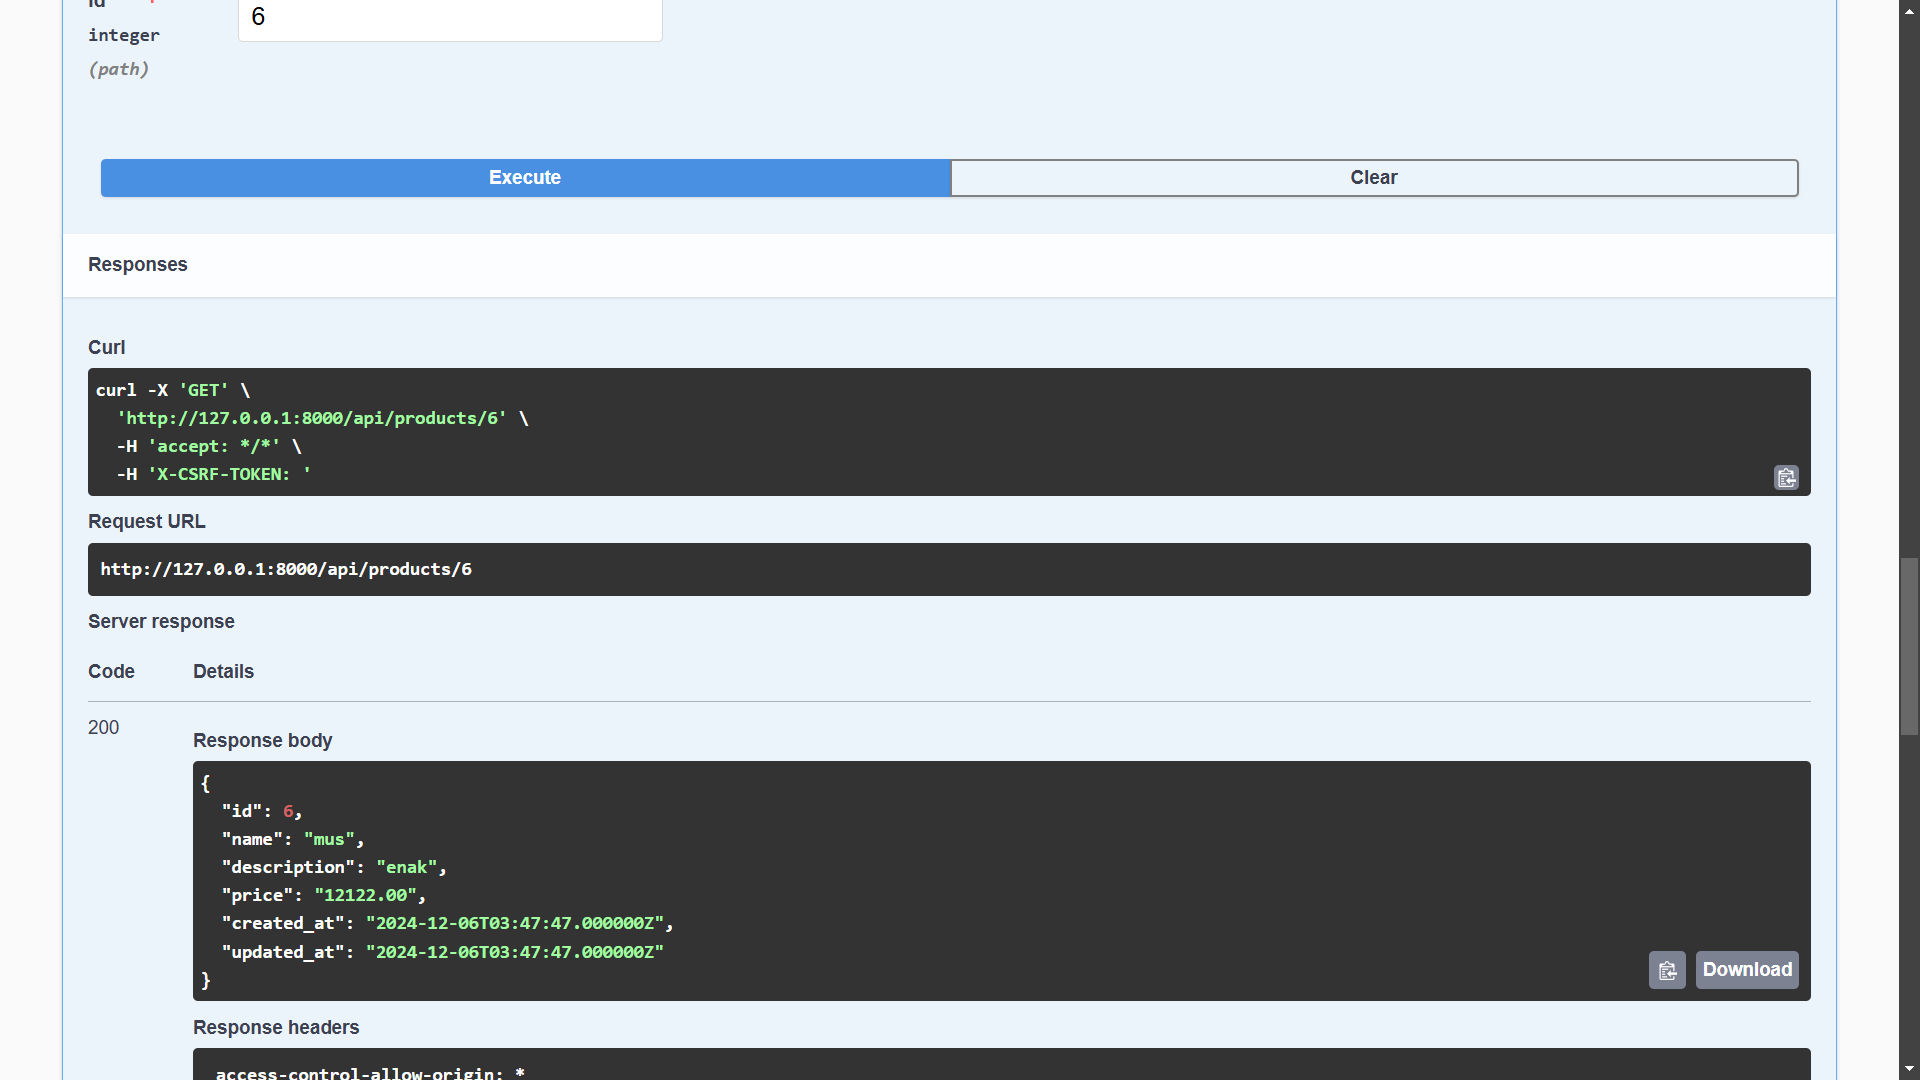 id *
6
integer
(path)
Execute
Clear
Responses
Curl
curl -X 'GET' \
  'http://127.0.0.1:8000/api/products/6' \
  -H 'accept: */*' \
  -H 'X-CSRF-TOKEN: '
Request URL
http://127.0.0.1:8000/api/products/6
Server response
Code Details
200
Response body
{
  "id": 6,
  "name": "mus",
  "description": "enak",
  "price": "12122.00",
  "created_at": "2024-12-06T03:47:47.000000Z",
  "updated_at": "2024-12-06T03:47:47.000000Z"
}
Download
Response headers
access-control-allow-origin: *